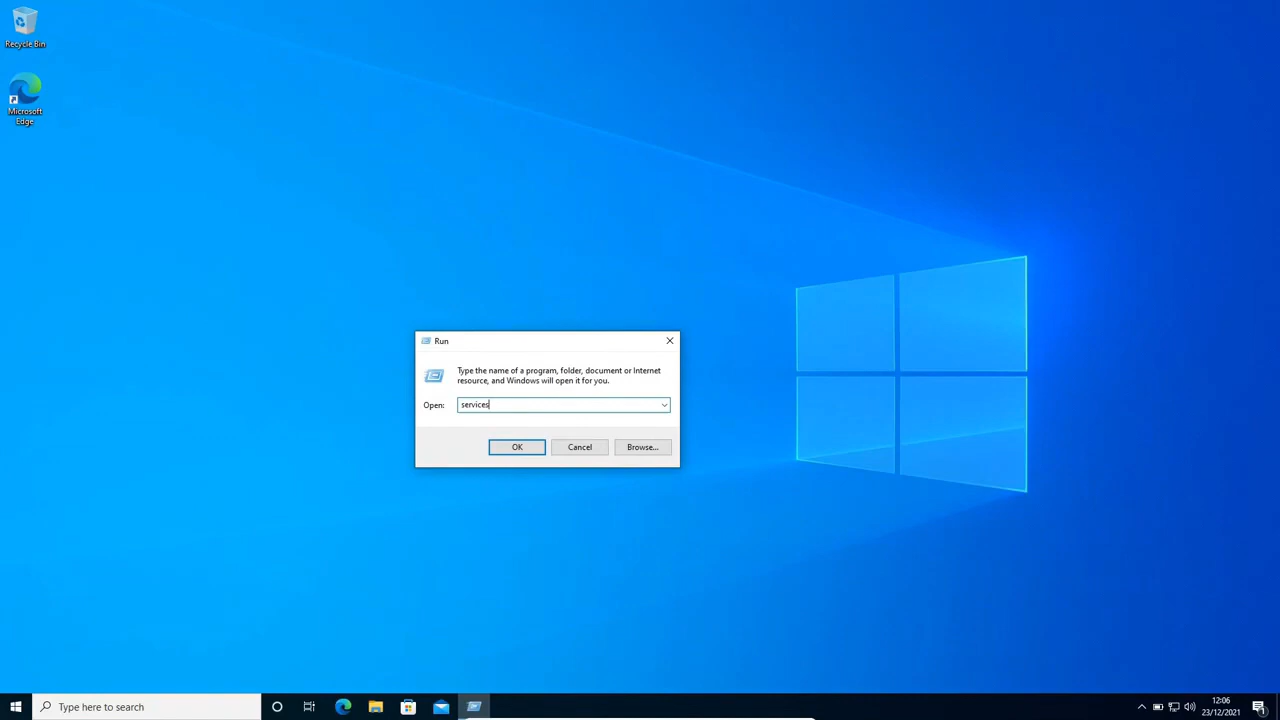 Recycle Bin
Microsoft
Edge
Run
Type the name of a program, folder, document or Internet
resource, and Windows will open it for you.
Open:
services
OK
Cancel
Browse...
Type here to search
12:06
23/12/2021
1